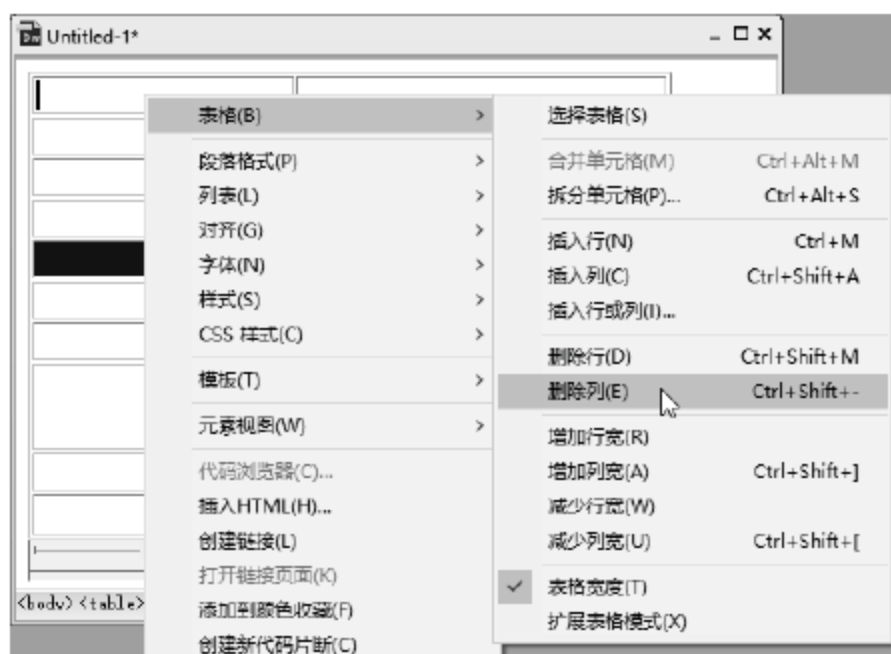 Untitled-1*
表格(B)
段落格式(P)
列表(L)
对齐(G)
字体(N)
样式(S)
CSS 样式(C)
模板(T)
元素视图(W)
代码浏览器(C)...
插入HTML(H)...
创建链接(L)
打开链接页面(K)
添加到颜色收藏(F)
创建新代码片断(C)
选择表格(S)
合并单元格(M) Ctrl+Alt+M
拆分单元格(P)... Ctrl+Alt+S
插入行(N) Ctrl+M
插入列(C) Ctrl+Shift+A
插入行或列(I)...
删除行(D) Ctrl+Shift+M
删除列(E) Ctrl+Shift+-
增加行宽(R)
增加列宽(A) Ctrl+Shift+]
减少行宽(W)
减少列宽(U) Ctrl+Shift+[
表格宽度(T)
扩展表格模式(X)
<body><table>